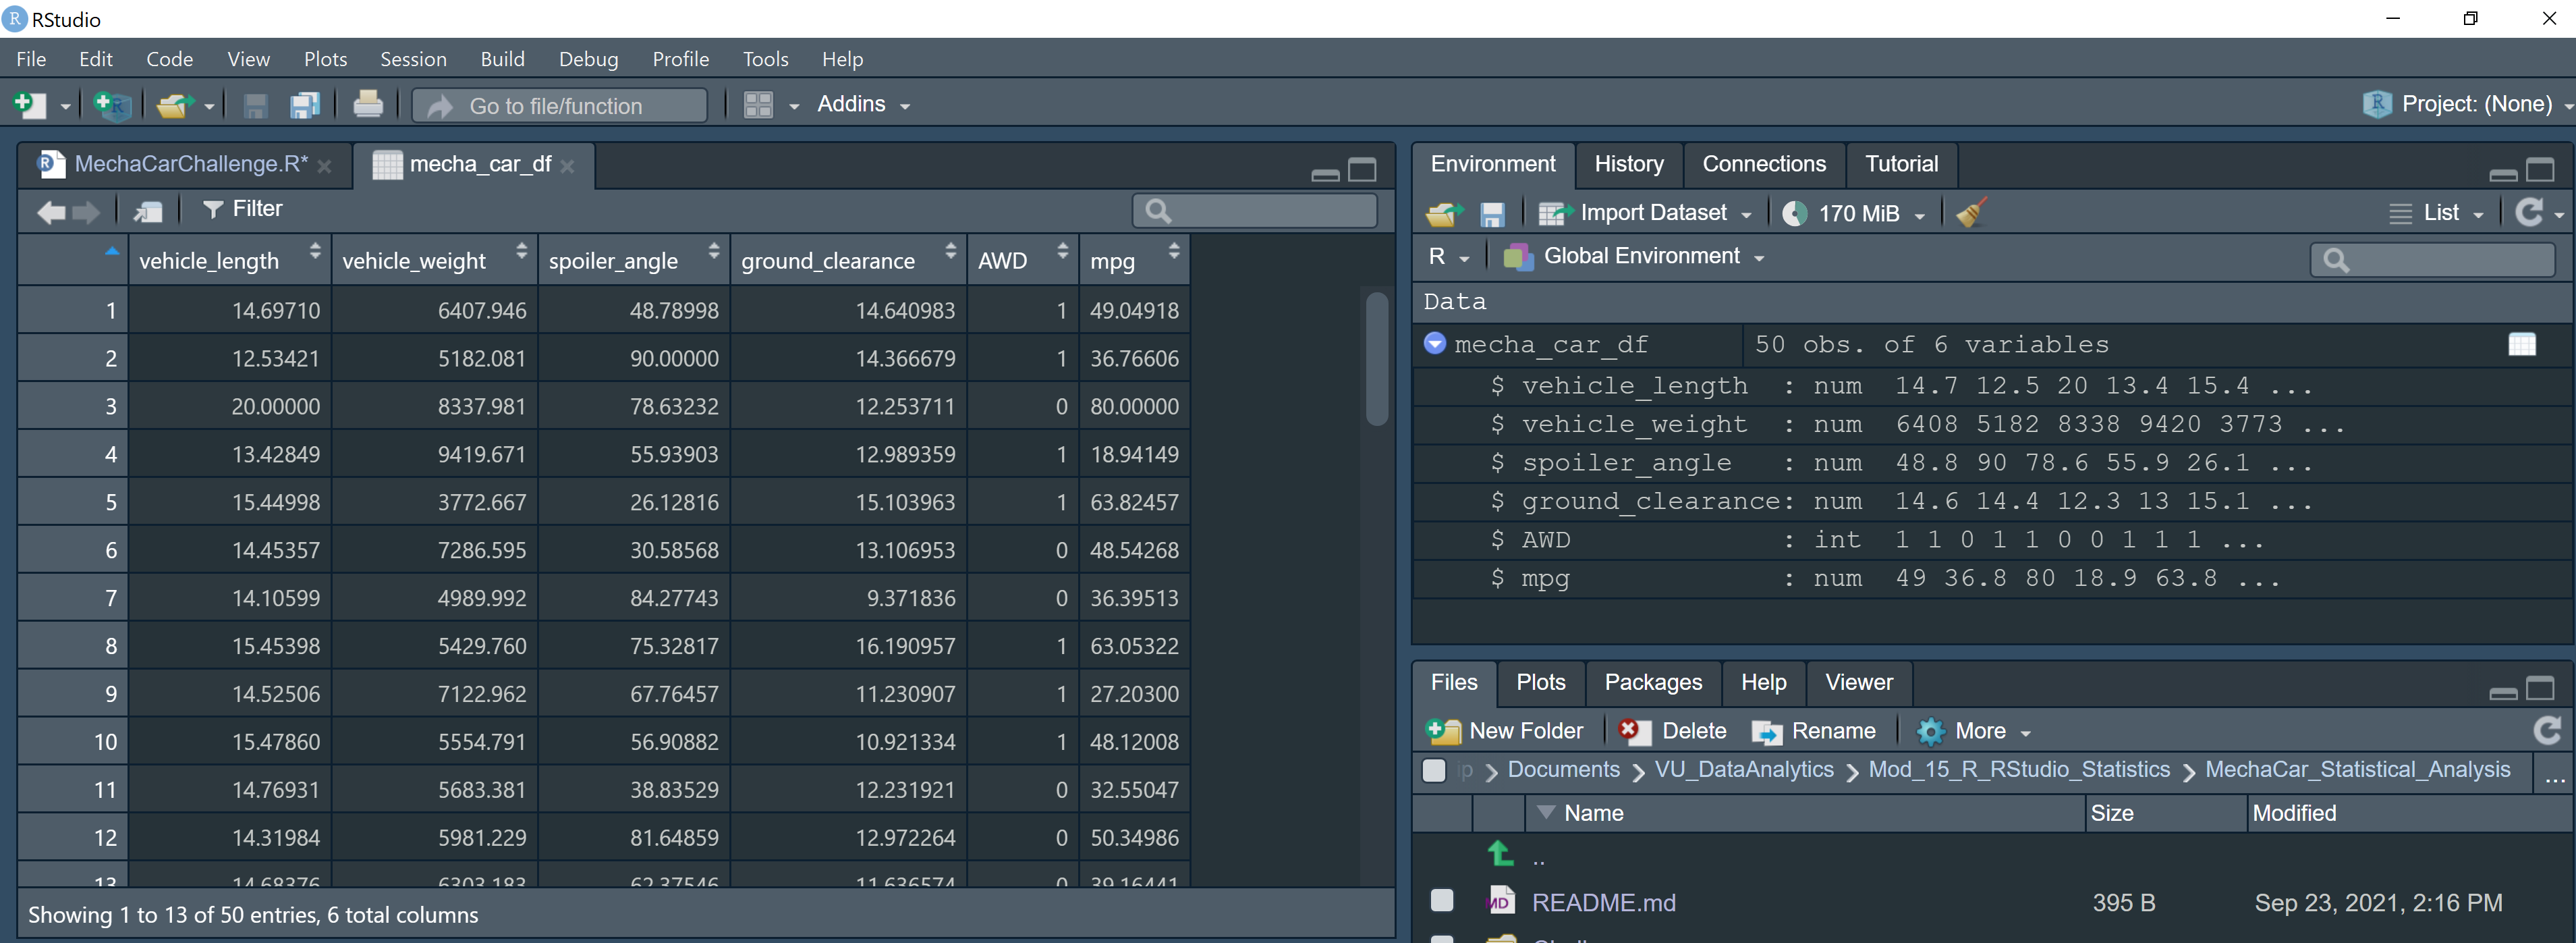 RStudio
File Edit Code View Plots Session Build Debug Profile Tools Help
Go to file/function Addins Project: (None)
MechaCarChallenge.R* mecha_car_df
Filter
vehicle_length vehicle_weight spoiler_angle ground_clearance AWD mpg
1 14.69710 6407.946 48.78998 14.640983 1 49.04918
2 12.53421 5182.081 90.00000 14.366679 1 36.76606
3 20.00000 8337.981 78.63232 12.253711 0 80.00000
4 13.42849 9419.671 55.93903 12.989359 1 18.94149
5 15.44998 3772.667 26.12816 15.103963 1 63.82457
6 14.45357 7286.595 30.58568 13.106953 0 48.54268
7 14.10599 4989.992 84.27743 9.371836 0 36.39513
8 15.45398 5429.760 75.32817 16.190957 1 63.05322
9 14.52506 7122.962 67.76457 11.230907 1 27.20300
10 15.47860 5554.791 56.90882 10.921334 1 48.12008
11 14.76931 5683.381 38.83529 12.231921 0 32.55047
12 14.31984 5981.229 81.64859 12.972264 0 50.34986
13 14.68376 6303.183 62.37546 11.636574 0 39.16441
Showing 1 to 13 of 50 entries, 6 total columns
Environment History Connections Tutorial
Import Dataset 170 MiB List
R Global Environment
Data
mecha_car_df 50 obs. of 6 variables
$ vehicle_length : num 14.7 12.5 20 13.4 15.4 ...
$ vehicle_weight : num 6408 5182 8338 9420 3773 ...
$ spoiler_angle : num 48.8 90 78.6 55.9 26.1 ...
$ ground_clearance: num 14.6 14.4 12.3 13 15.1 ...
$ AWD : int 1 1 0 1 1 0 0 1 1 1 ...
$ mpg : num 49 36.8 80 18.9 63.8 ...
Files Plots Packages Help Viewer
New Folder Delete Rename More
ip Documents VU_DataAnalytics Mod_15_R_RStudio_Statistics MechaCar_Statistical_Analysis ...
Name Size Modified
..
README.md 395 B Sep 23, 2021, 2:16 PM